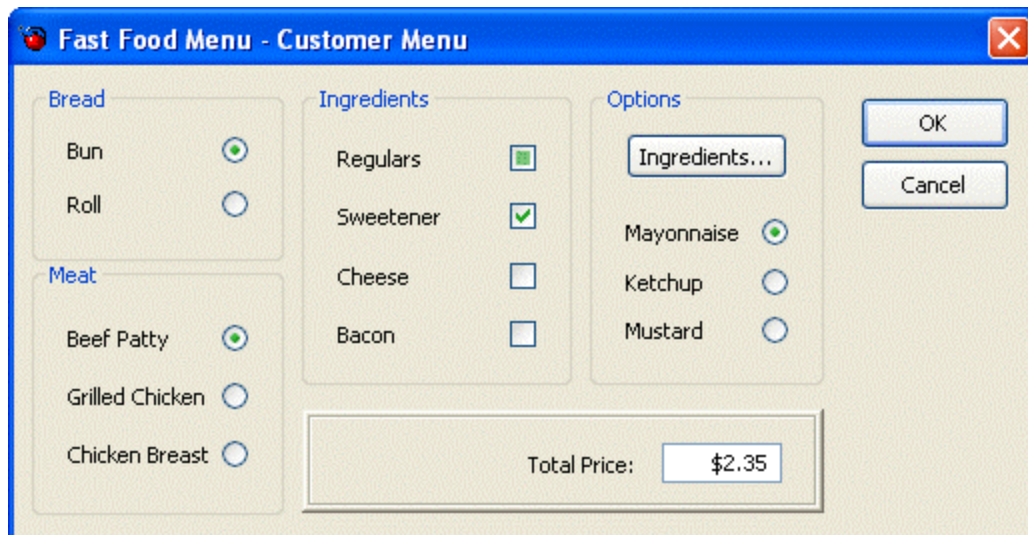 Fast Food Menu - Customer Menu
Bread
Bun
Roll
Meat
Beef Patty
Grilled Chicken
Chicken Breast
Ingredients
Regulars
Sweetener
Cheese
Bacon
Options
Ingredients...
Mayonnaise
Ketchup
Mustard
Total Price: $2.35
OK
Cancel